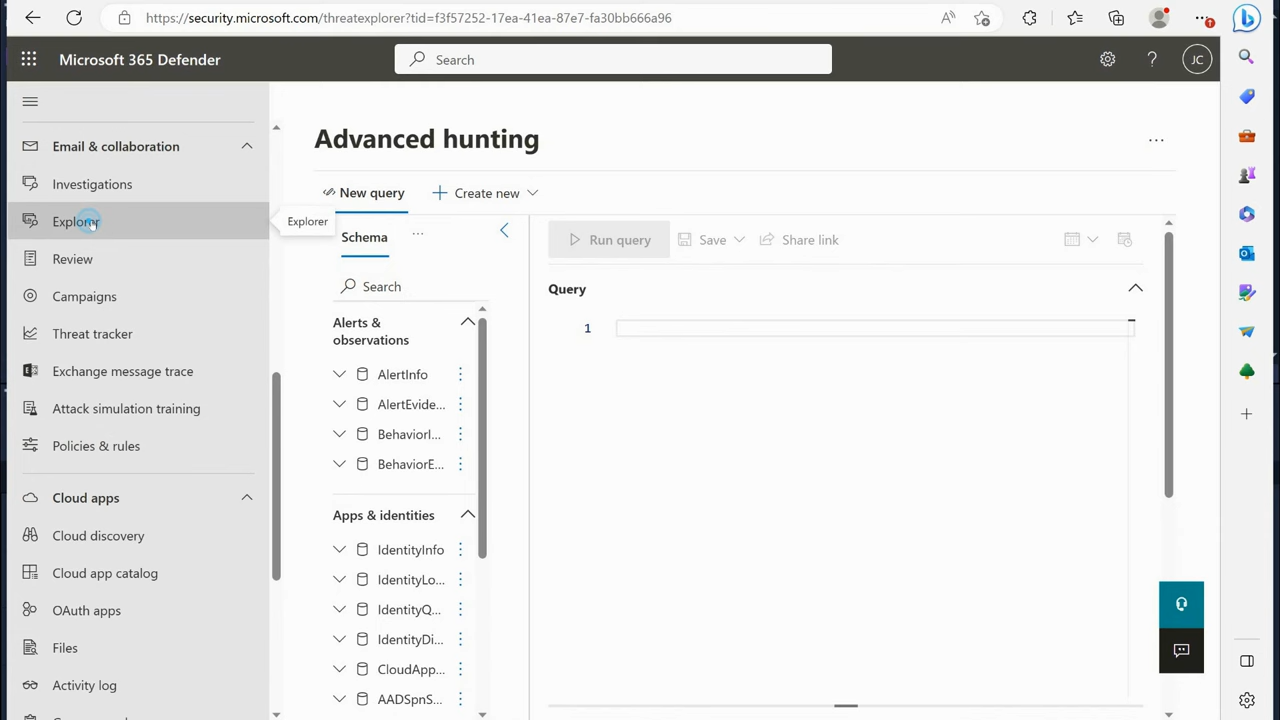 https://security.microsoft.com/threatexplorer?tid=f3f57252-17ea-41ea-87e7-fa30bb666a96
Microsoft 365 Defender
Search
JC
Email & collaboration
Investigations
Explorer
Explorer
Review
Campaigns
Threat tracker
Exchange message trace
Attack simulation training
Policies & rules
Cloud apps
Cloud discovery
Cloud app catalog
OAuth apps
Files
Activity log
Advanced hunting
New query
Create new
Schema
Search
Alerts &
observations
AlertInfo
AlertEvide...
BehaviorI...
BehaviorE...
Apps & identities
IdentityInfo
IdentityLo...
IdentityQ...
IdentityDi...
CloudApp...
AADSpnS...
Run query
Save
Share link
Query
1